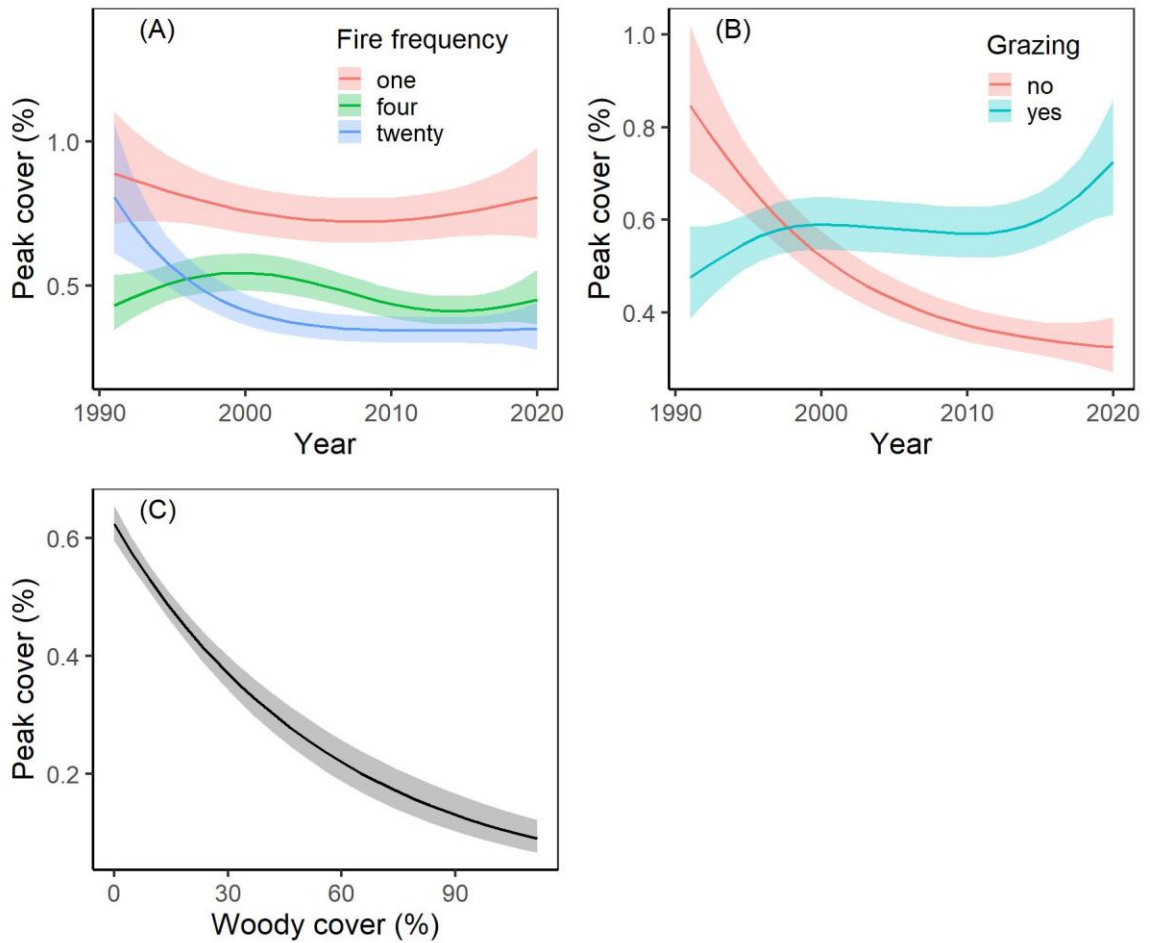 (A)
Fire frequency
one
four
twenty
1.0
0.5
Peak cover (%)
1990 2000 2010 2020
Year
(B)
Grazing
no
yes
1.0
0.8
0.6
0.4
Peak cover (%)
1990 2000 2010 2020
Year
(C)
0.6
0.4
0.2
Peak cover (%)
0 30 60 90
Woody cover (%)